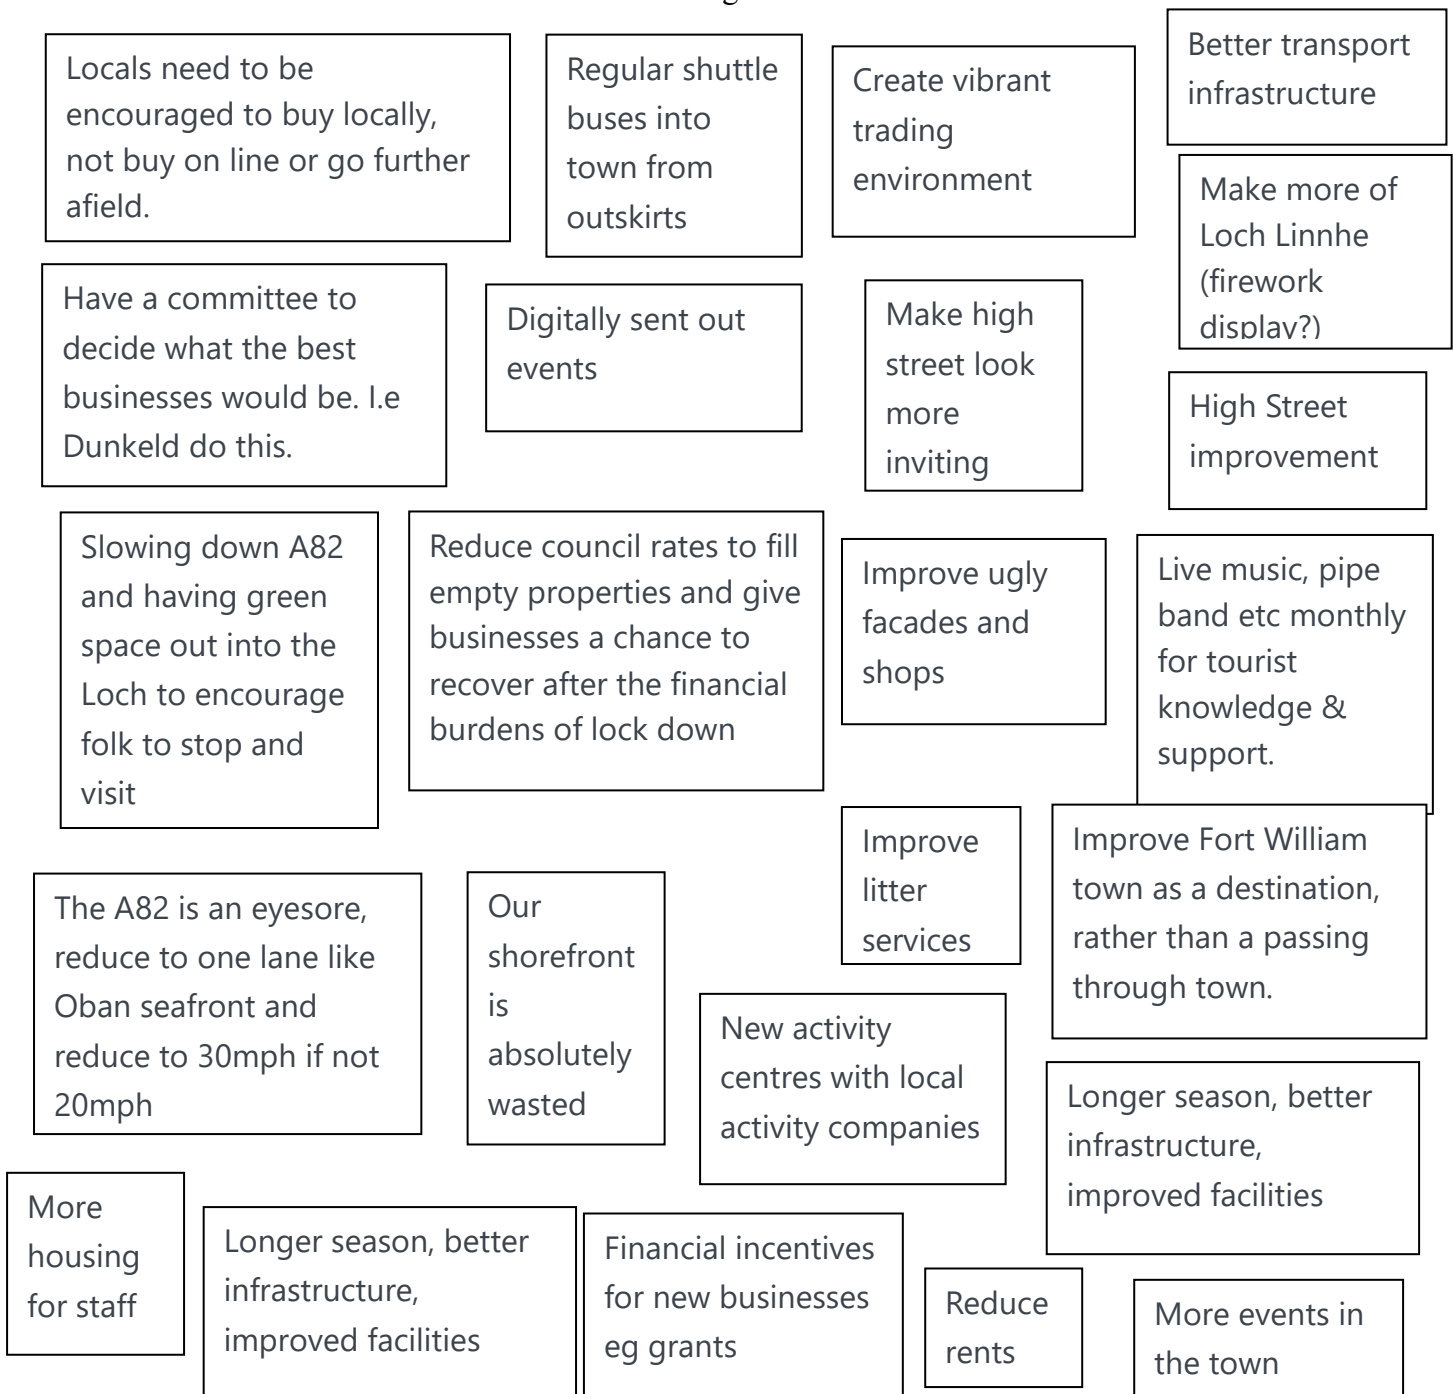 Locals need to be
encouraged to buy locally,
not buy on line or go further
afield.
Regular shuttle
buses into
town from
outskirts
Create vibrant
trading
environment
Better transport
infrastructure
Make more of
Loch Linnhe
(firework
display?)
Have a committee to
decide what the best
businesses would be. I.e
Dunkeld do this.
Digitally sent out
events
Make high
street look
more
inviting
High Street
improvement
Slowing down A82
and having green
space out into the
Loch to encourage
folk to stop and
visit
Reduce council rates to fill
empty properties and give
businesses a chance to
recover after the financial
burdens of lock down
Improve ugly
facades and
shops
Live music, pipe
band etc monthly
for tourist
knowledge &
support.
Improve
litter
services
Improve Fort William
town as a destination,
rather than a passing
through town.
The A82 is an eyesore,
reduce to one lane like
Oban seafront and
reduce to 30mph if not
20mph
Our
shorefront
is
absolutely
wasted
New activity
centres with local
activity companies
Longer season, better
infrastructure,
improved facilities
More
housing
for staff
Longer season, better
infrastructure,
improved facilities
Financial incentives
for new businesses
eg grants
Reduce
rents
More events in
the town